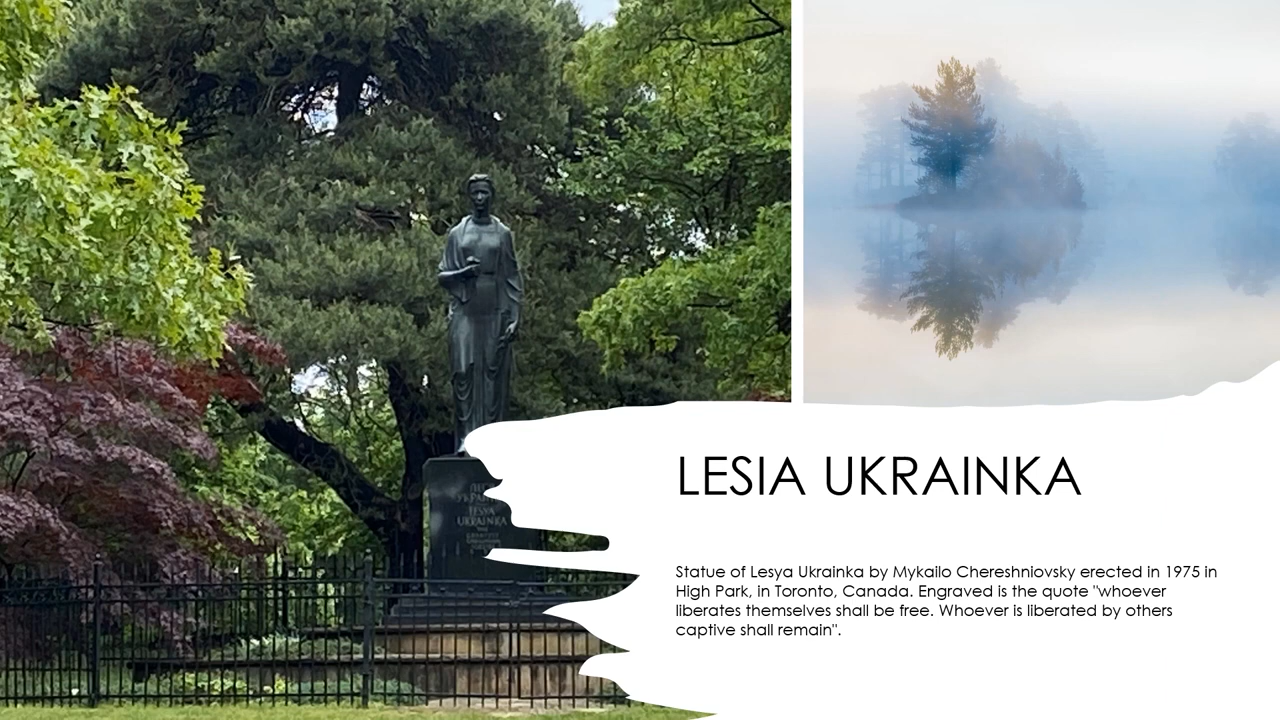 LESYA
UKRAINKA
LESIA UKRAINKA
Statue of Lesya Ukrainka by Mykailo Chereshniovsky erected in 1975 in
High Park, in Toronto, Canada. Engraved is the quote "whoever
liberates themselves shall be free. Whoever is liberated by others
captive shall remain".